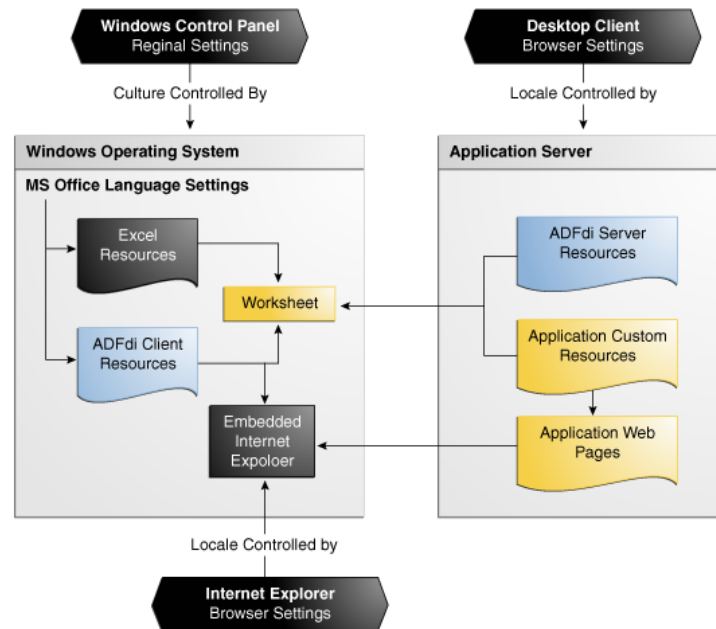 Windows Control Panel
Reginal Settings
Desktop Client
Browser Settings
Culture Controlled By
Locale Controlled by
Windows Operating System
MS Office Language Settings
Excel
Resources
Worksheet
ADFdi Client
Resources
Embedded
Internet
Expoloer
Application Server
ADFdi Server
Resources
Application Custom
Resources
Application Web
Pages
Locale Controlled by
Internet Explorer
Browser Settings